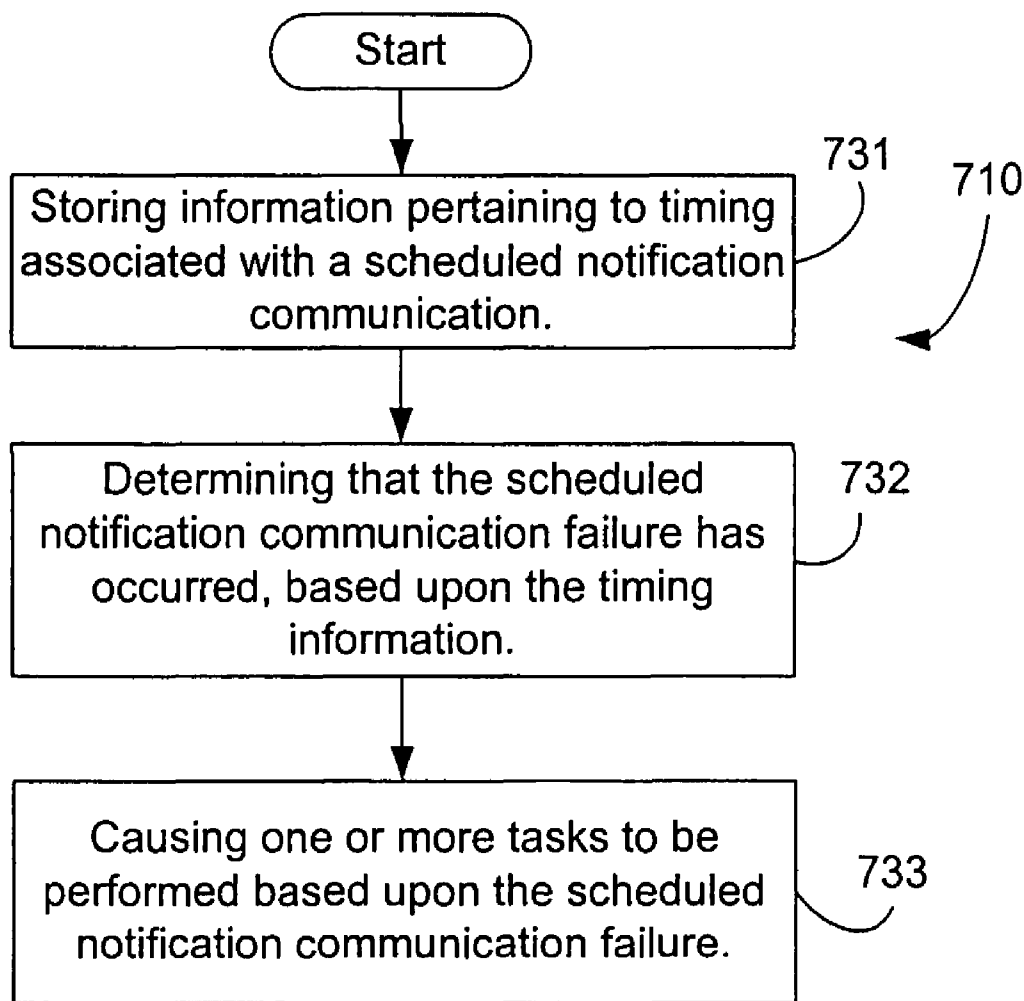 Start
731
710
Storing information pertaining to timing
associated with a scheduled notification
communication.
732
Determining that the scheduled
notification communication failure has
occurred, based upon the timing
information.
733
Causing one or more tasks to be
performed based upon the scheduled
notification communication failure.